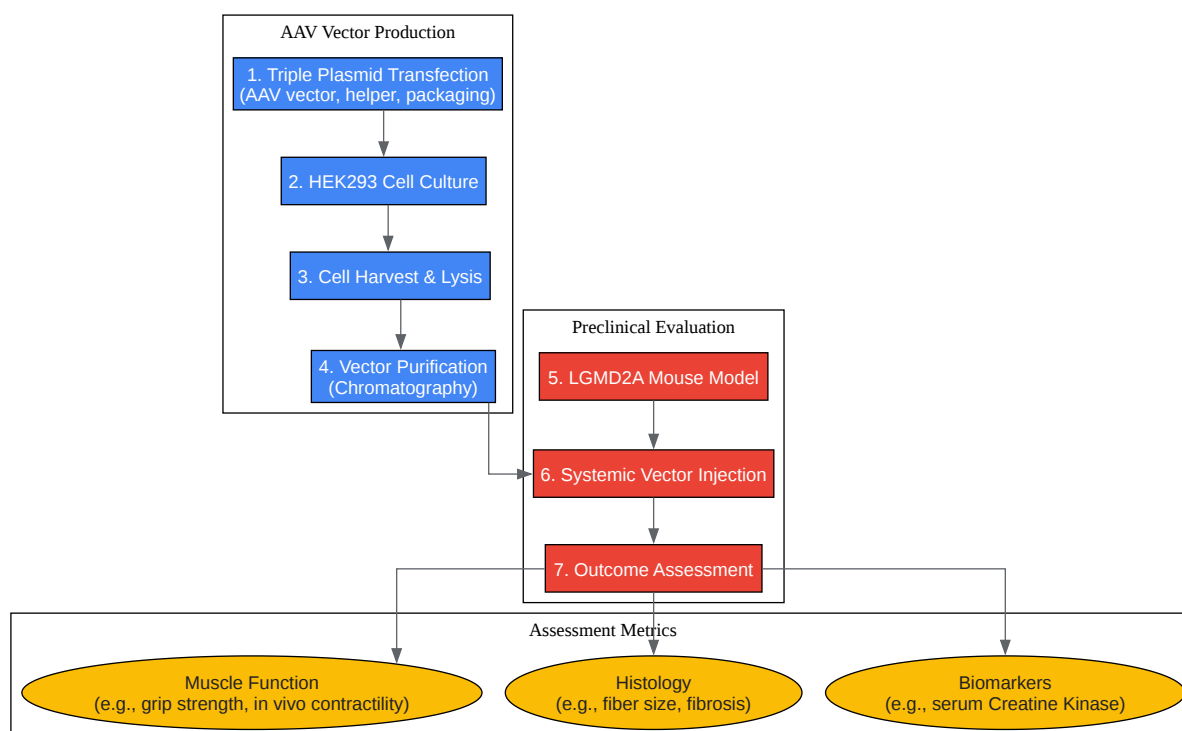 AAV Vector Production
1. Triple Plasmid Transfection
(AAV vector, helper, packaging)
2. HEK293 Cell Culture
3. Cell Harvest & Lysis
4. Vector Purification
(Chromatography)
Preclinical Evaluation
5. LGMD2A Mouse Model
6. Systemic Vector Injection
7. Outcome Assessment
Assessment Metrics
Muscle Function
(e.g., grip strength, in vivo contractility)
Histology
(e.g., fiber size, fibrosis)
Biomarkers
(e.g., serum Creatine Kinase)